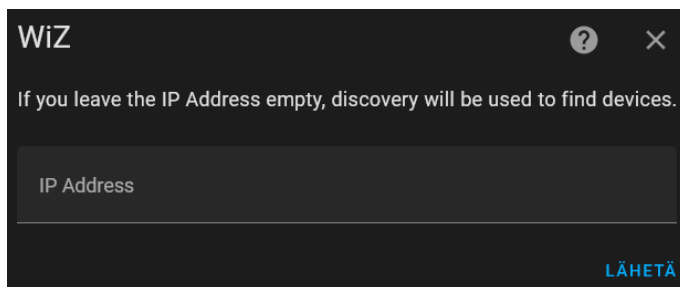 WiZ
If you leave the IP Address empty, discovery will be used to find devices.
IP Address
LÄHETÄ